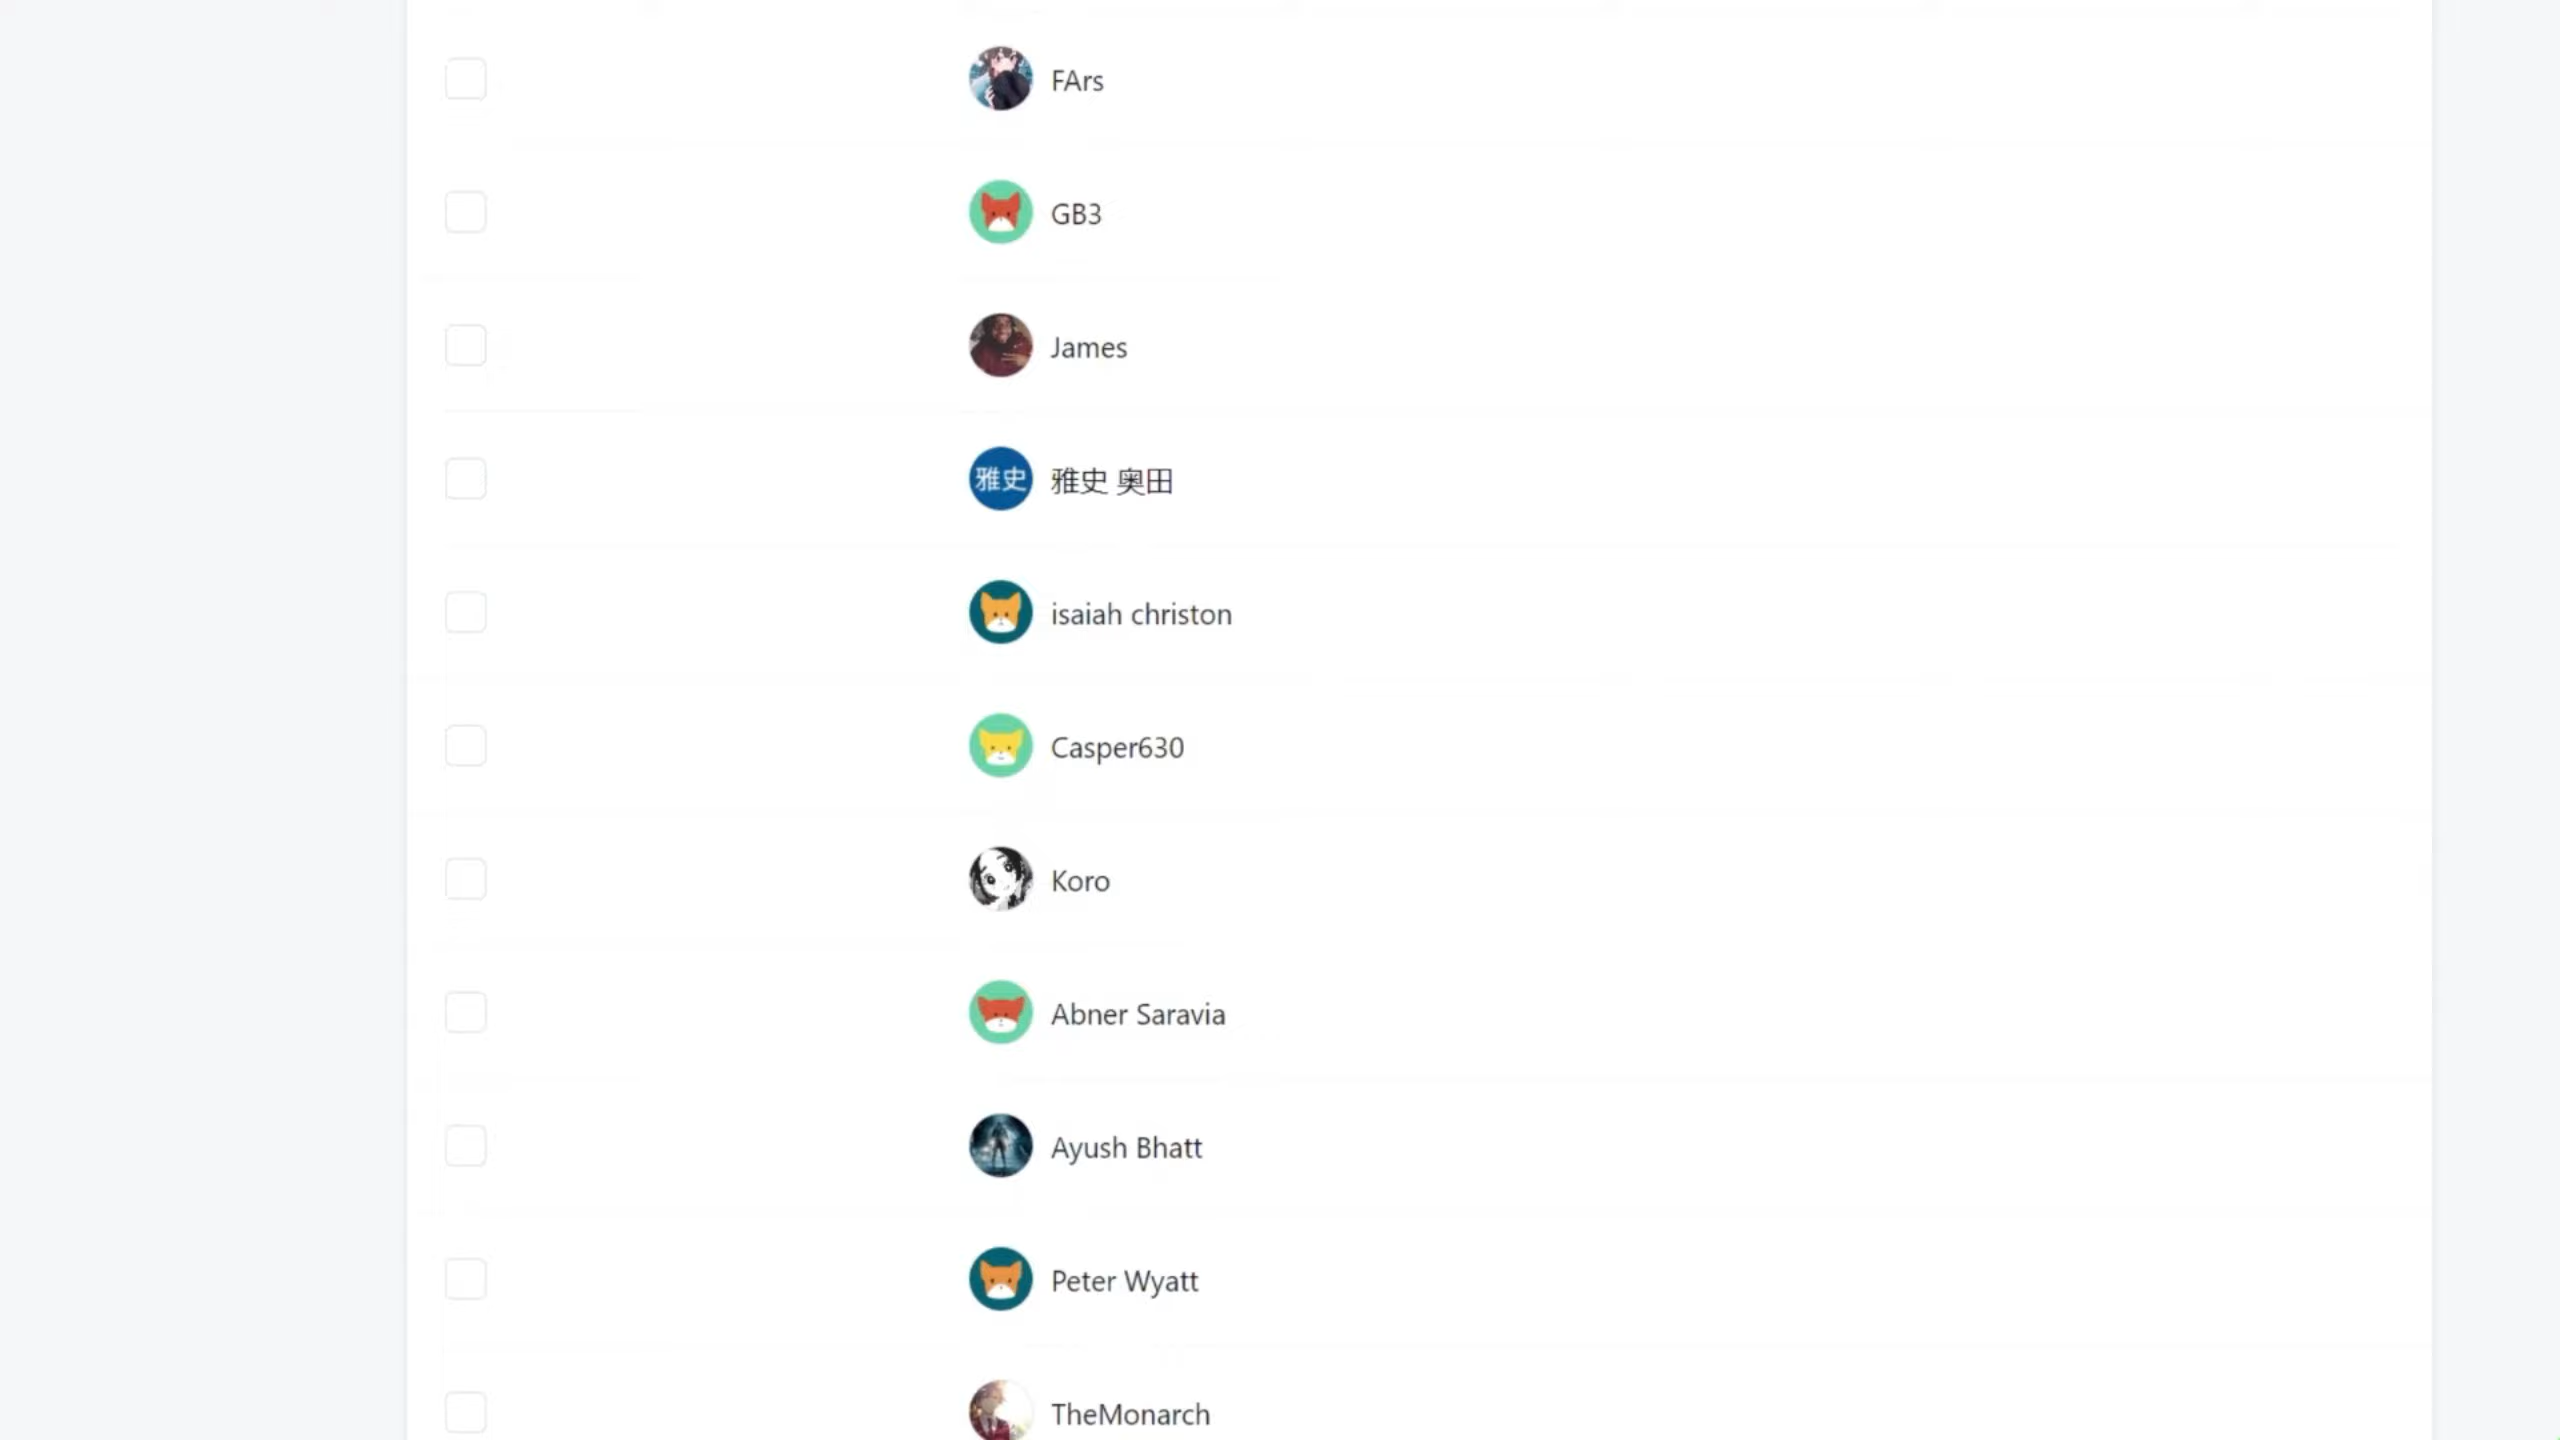 FArs
GB3
James
雅史 雅史 奥田
isaiah christon
Casper630
Koro
Abner Saravia
Ayush Bhatt
Peter Wyatt
TheMonarch